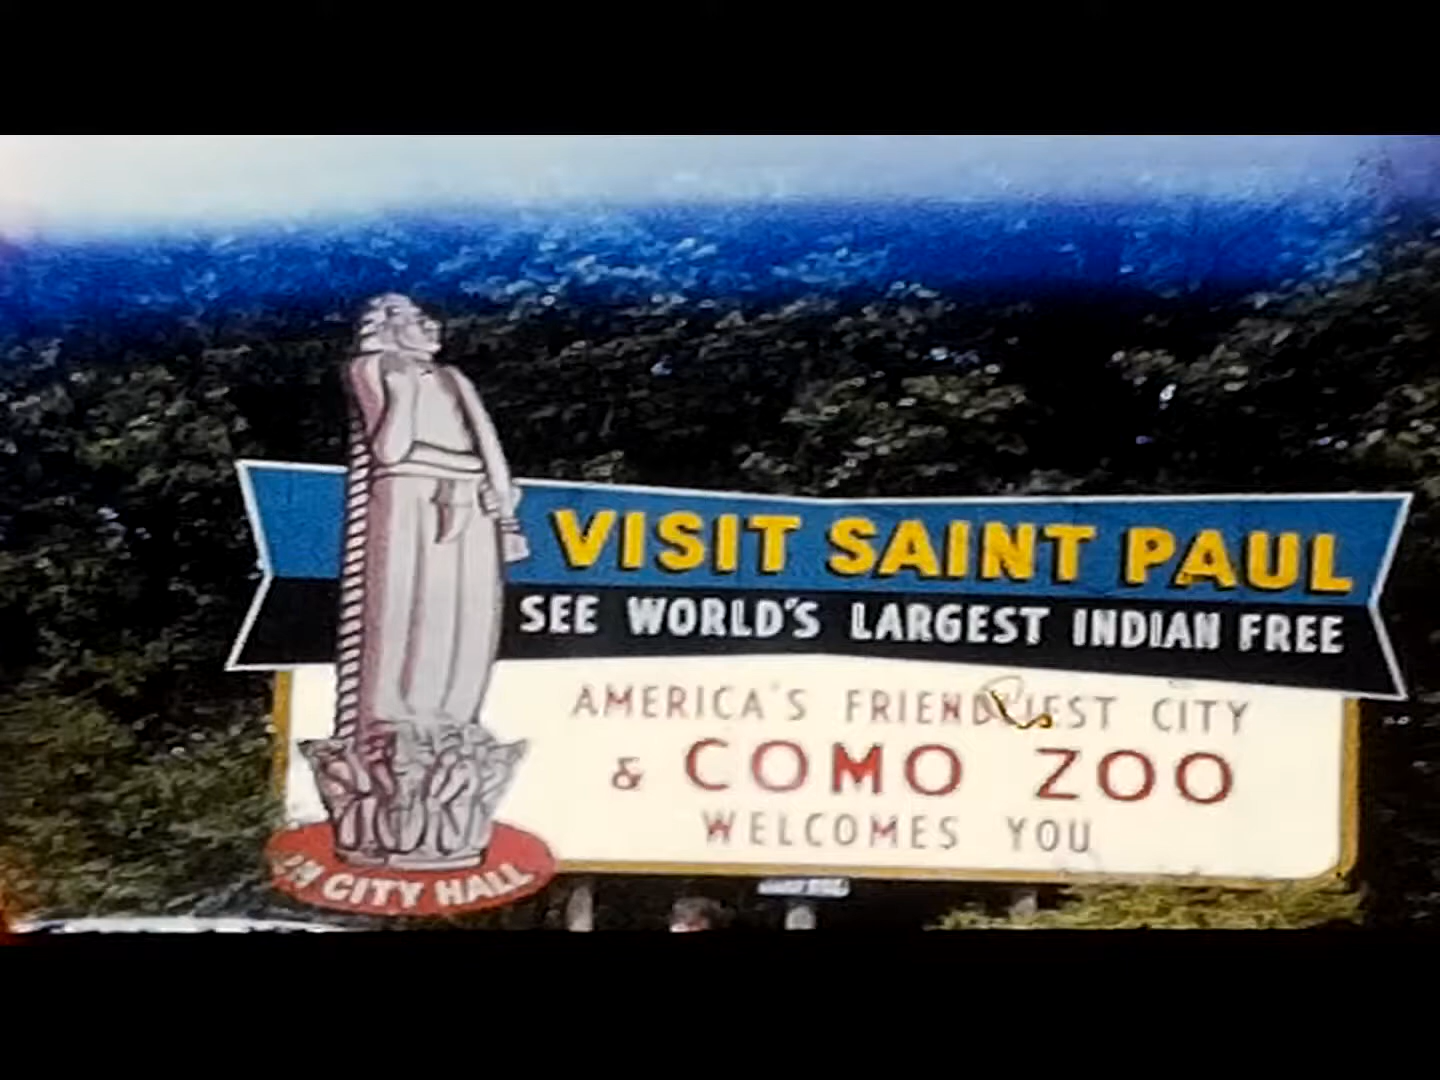 VISIT SAINT PAUL
SEE WORLD'S LARGEST INDIAN FREE
AMERICA'S FRIENDLIEST CITY
& COMO ZOO
WELCOMES YOU
IN CITY HALL